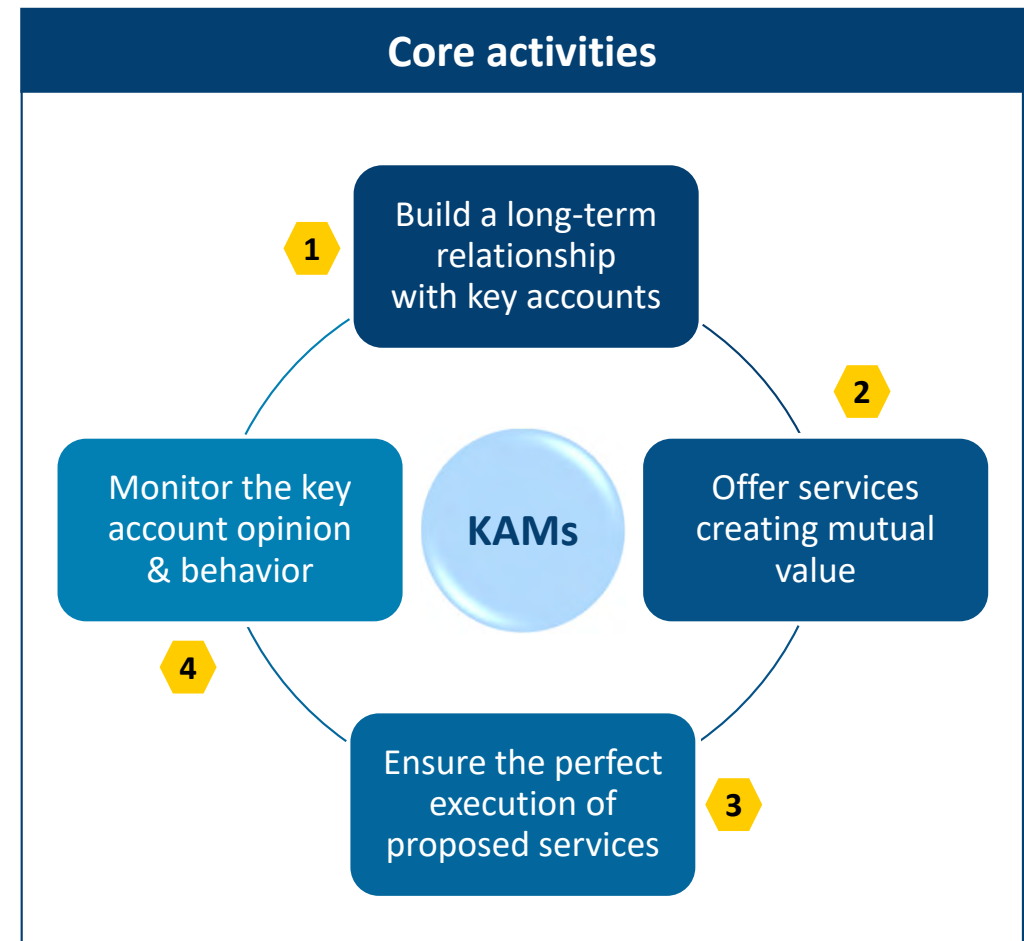 Core activities
1
Build a long-term
relationship
with key accounts
2
Offer services
creating mutual
value
3
Ensure the perfect
execution of
proposed services
4
Monitor the key
account opinion
& behavior
KAMs